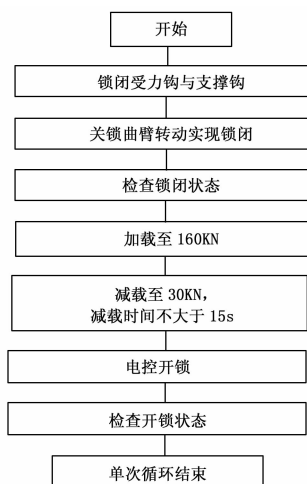 开始
锁闭受力钩与支撑钩
关锁曲臂转动实现锁闭
检查锁闭状态
加载至 160KN
减载至 30KN，
减载时间不大于 15s
电控开锁
检查开锁状态
单次循环结束